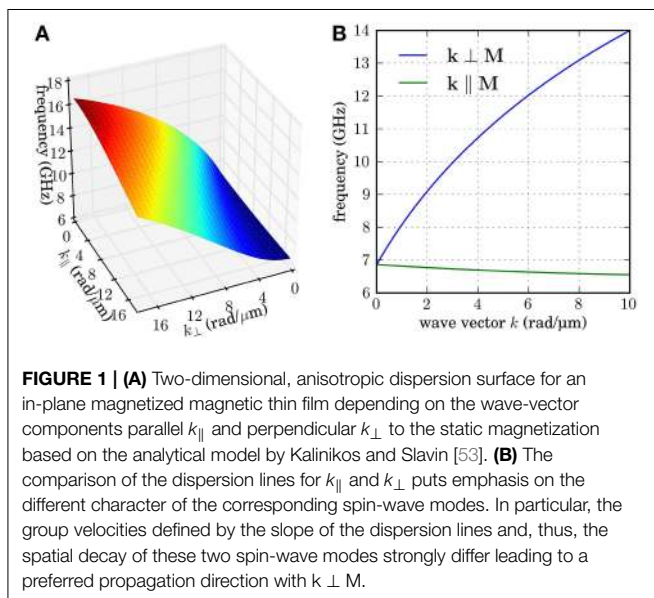 A
18
16
14
12
10
8
6
frequency (GHz)
0
4
8
12
16
k∥ (rad/μm)
16
12
8
4
0
k⊥ (rad/μm)
B
14
13
12
11
10
9
8
7
6
frequency (GHz)
k ⊥ M
k ∥ M
0 2 4 6 8 10
wave vector k (rad/μm)
FIGURE 1 | (A) Two-dimensional, anisotropic dispersion surface for an
in-plane magnetized magnetic thin film depending on the wave-vector
components parallel k∥ and perpendicular k⊥ to the static magnetization
based on the analytical model by Kalinikos and Slavin [53]. (B) The
comparison of the dispersion lines for k∥ and k⊥ puts emphasis on the
different character of the corresponding spin-wave modes. In particular, the
group velocities defined by the slope of the dispersion lines and, thus, the
spatial decay of these two spin-wave modes strongly differ leading to a
preferred propagation direction with k ⊥ M.